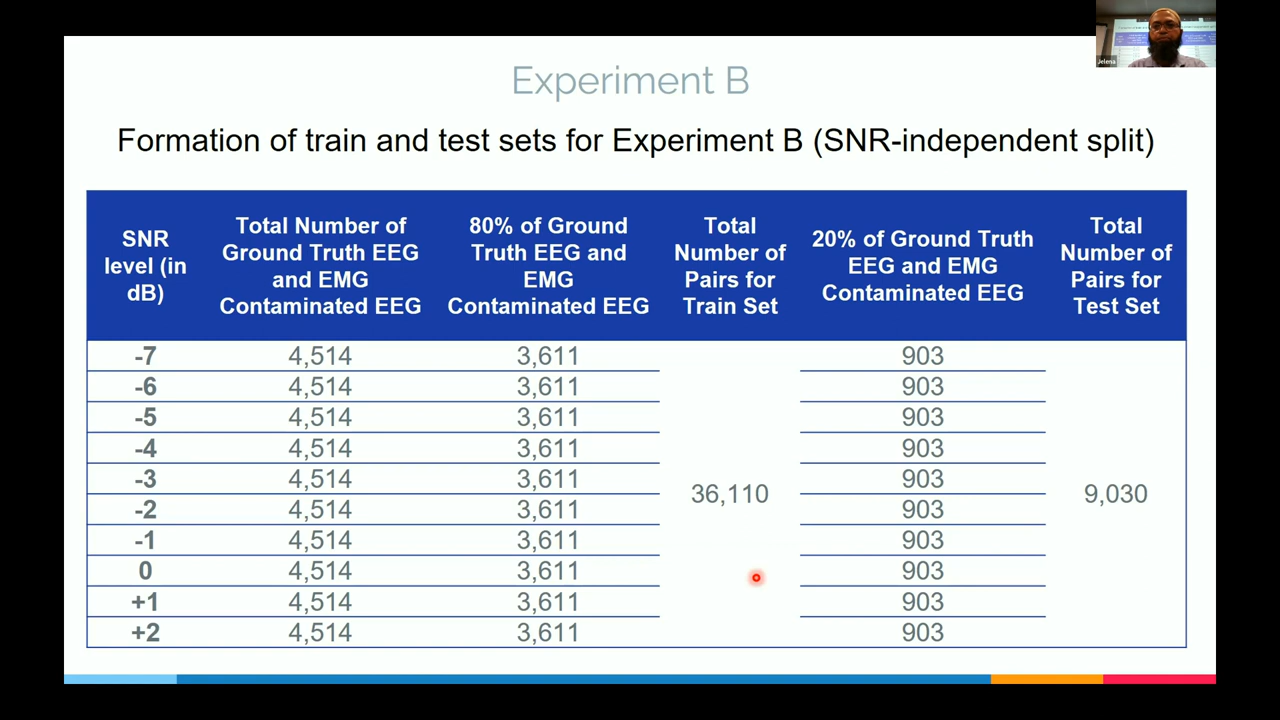 Jelena
Experiment B
Formation of train and test sets for Experiment B (SNR-independent split)
SNR level (in dB)
Total Number of Ground Truth EEG and EMG Contaminated EEG
80% of Ground Truth EEG and EMG Contaminated EEG
Total Number of Pairs for Train Set
20% of Ground Truth EEG and EMG Contaminated EEG
Total Number of Pairs for Test Set
-7 4,514 3,611 903
-6 4,514 3,611 903
-5 4,514 3,611 903
-4 4,514 3,611 903
-3 4,514 3,611 903
36,110 9,030
-2 4,514 3,611 903
-1 4,514 3,611 903
0 4,514 3,611 903
+1 4,514 3,611 903
+2 4,514 3,611 903